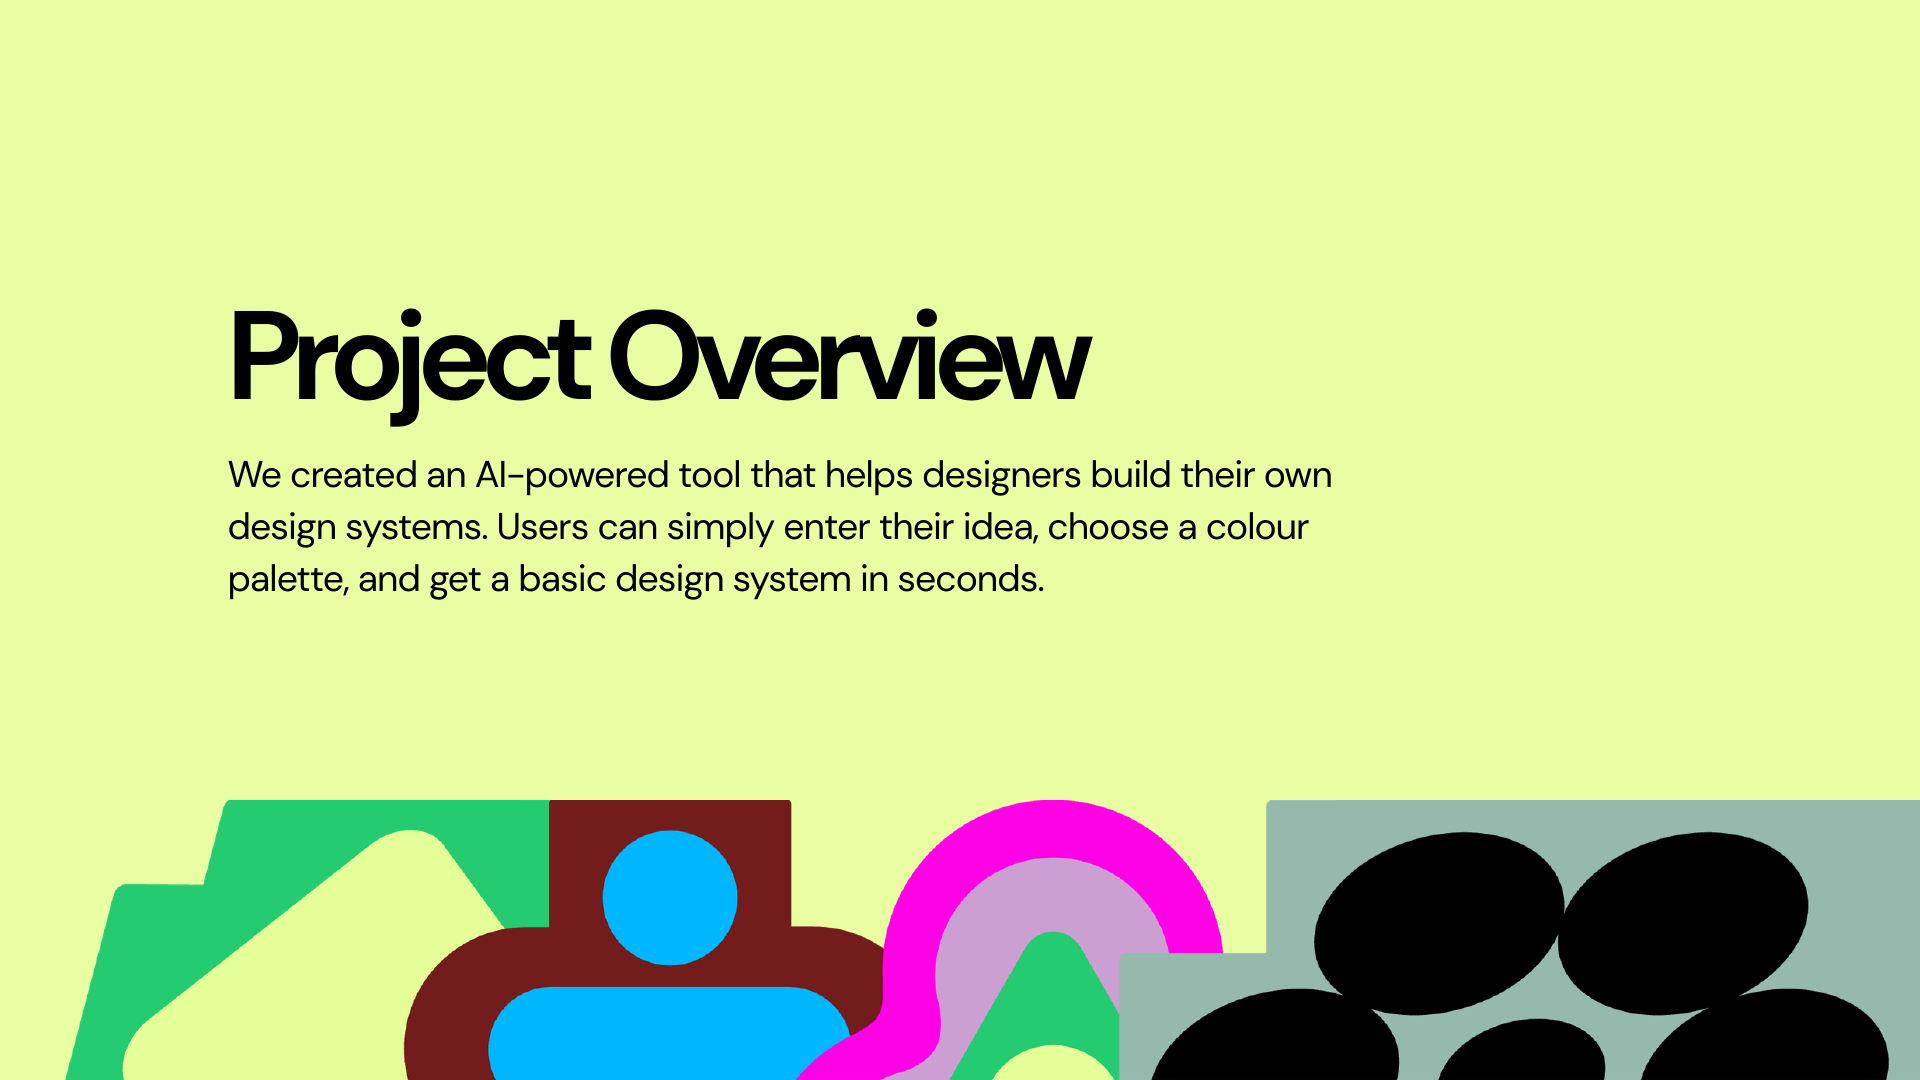 Project Overview
We created an AI-powered tool that helps designers build their own
design systems. Users can simply enter their idea, choose a colour
palette, and get a basic design system in seconds.